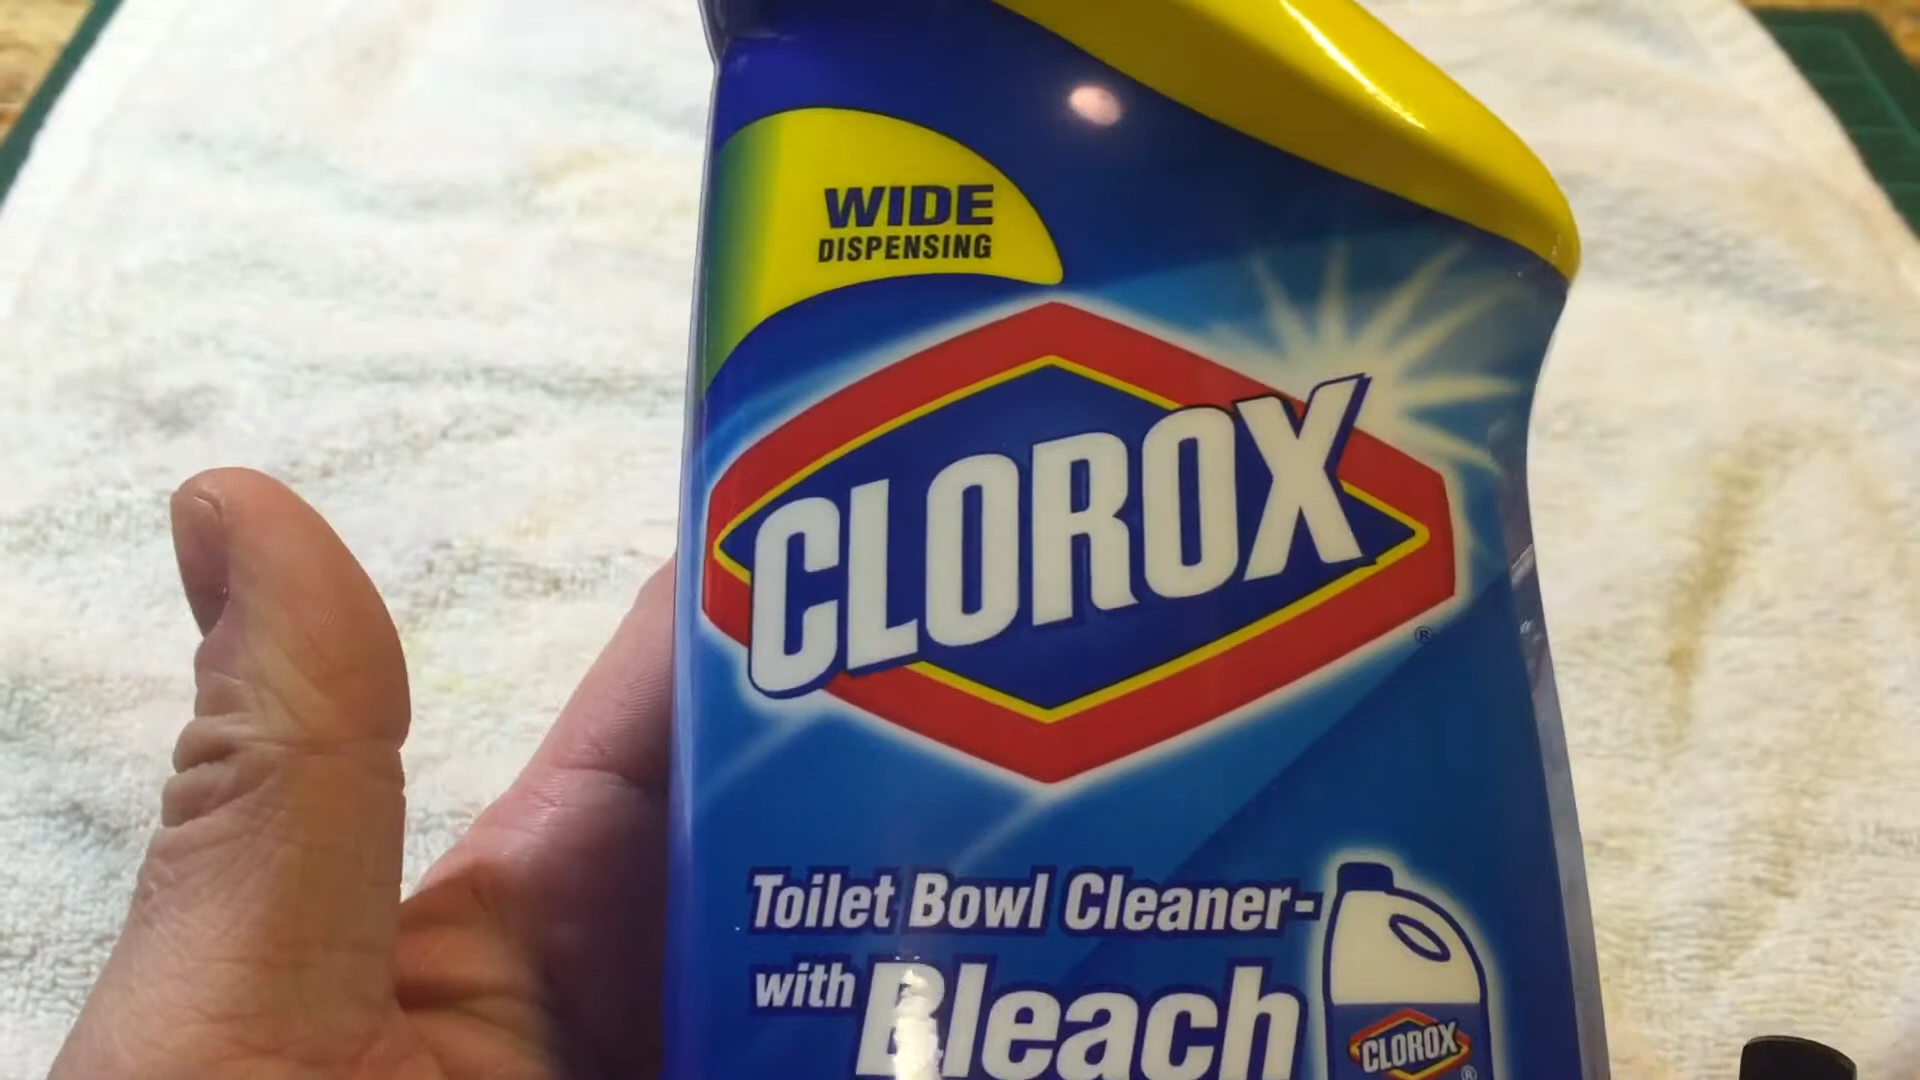 WIDE
DISPENSING
CLOROX
®
Toilet Bowl Cleaner-
with Bleach
CLOROX
®